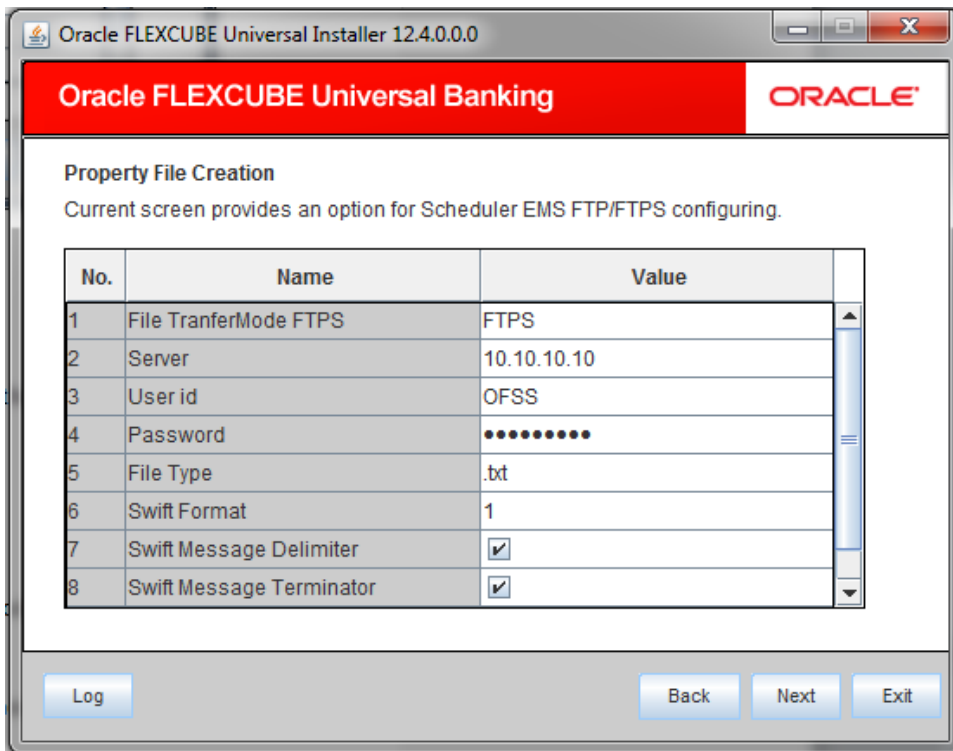 Oracle FLEXCUBE Universal Installer 12.4.0.0.0
Oracle FLEXCUBE Universal Banking
ORACLE
Property File Creation
Current screen provides an option for Scheduler EMS FTP/FTPS configuring.
No. Name Value
1 File TranferMode FTPS FTPS
2 Server 10.10.10.10
3 User id OFSS
4 Password •••••••••
5 File Type .txt
6 Swift Format 1
7 Swift Message Delimiter
8 Swift Message Terminator
Log Back Next Exit